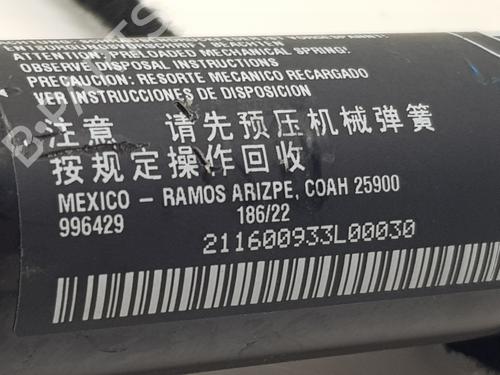 ENTSORGUNGSVORSCHRIFT BEACHTEN
ATTENTION: PRELOADED MECHANICAL SPRING!
OBSERVE DISPOSAL INSTRUCTIONS
PRECAUCION: RESORTE MECANICO RECARGADO
VER INSTRUCCIONES DE DISPOSICION
注意 请先预压机械弹簧
按规定操作回收
MEXICO - RAMOS ARIZPE, COAH 25900
996429 186/22
211600933L00030